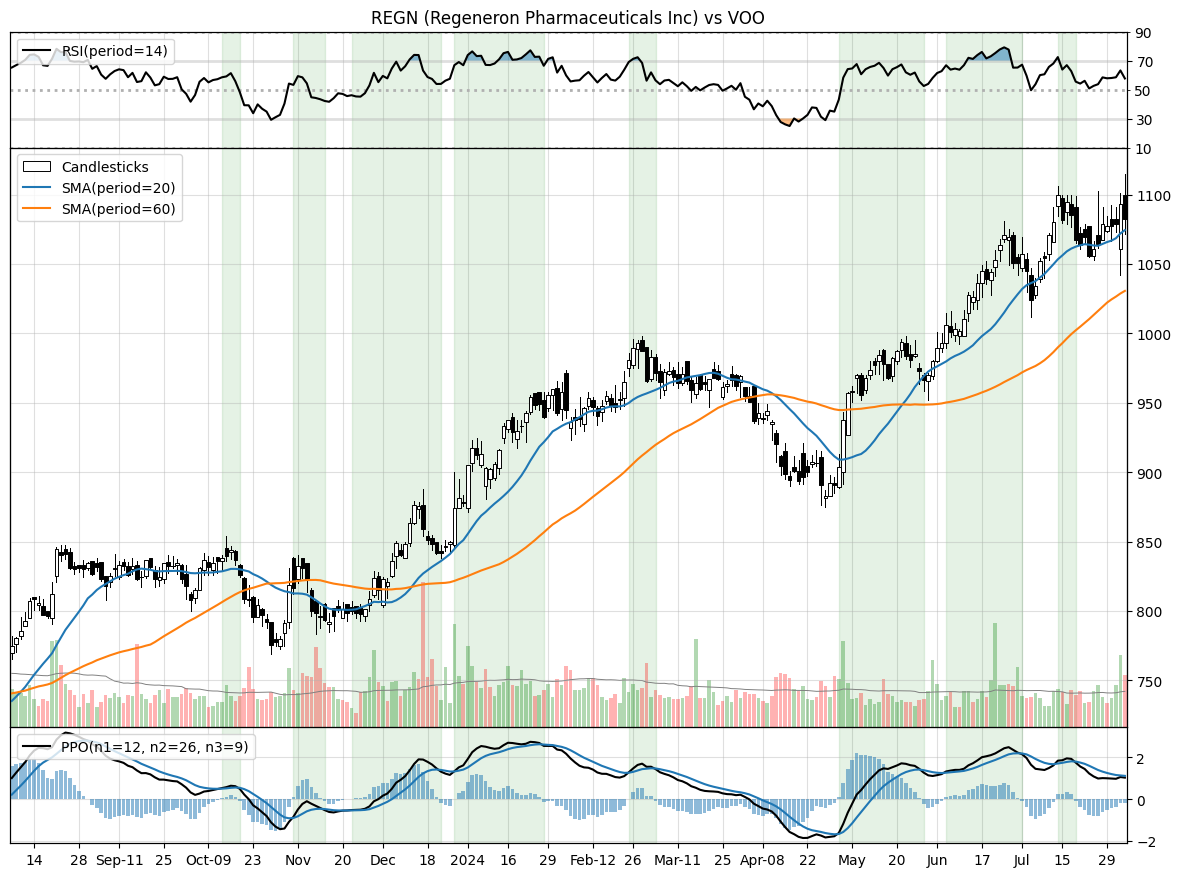 REGN (Regeneron Pharmaceuticals Inc) vs VOO
RSI(period=14)
90
70
50
30
10
Candlesticks
SMA(period=20)
SMA(period=60)
1100
1050
1000
950
900
850
800
750
PPO(n1=12, n2=26, n3=9)
2
0
−2
14 28 Sep-11 25 Oct-09 23 Nov 20 Dec 18 2024 16 29 Feb-12 26 Mar-11 25 Apr-08 22 May 20 Jun 17 Jul 15 29